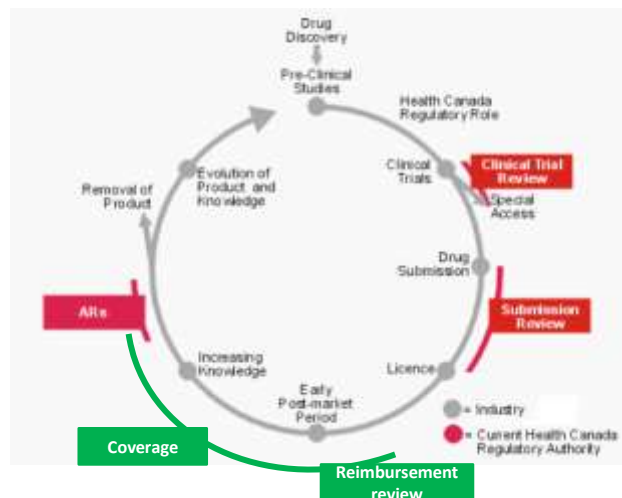 Drug
Discovery
Pre-Clinical
Studies
Health Canada
Regulatory Role
Clinical
Trials
Clinical Trial
Review
Special
Access
Drug
Submission
Submission
Review
Licence
Early
Post-market
Period
Increasing
Knowledge
ARs
Removal of
Product
Evolution of
Product and
Knowledge
Coverage
Reimbursement
review
= Industry
= Current Health Canada
Regulatory Authority